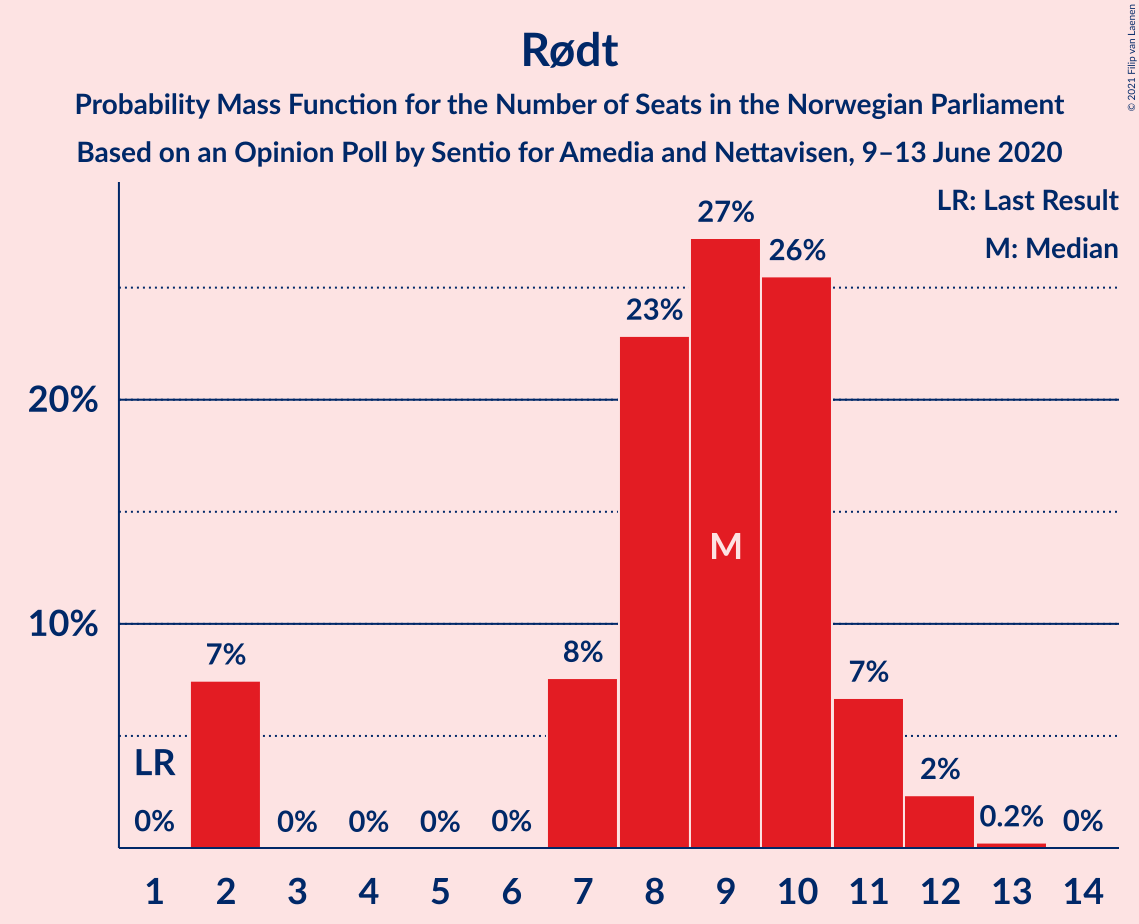 Rødt
Probability Mass Function for the Number of Seats in the Norwegian Parliament
Based on an Opinion Poll by Sentio for Amedia and Nettavisen, 9–13 June 2020
© 2021 Filip van Laenen
LR: Last Result
M: Median
27%
26%
23%
20%
M
10%
7%
8%
7%
LR
2%
0%
0%
0%
0%
0%
0.2%
0%
1 2 3 4 5 6 7 8 9 10 11 12 13 14